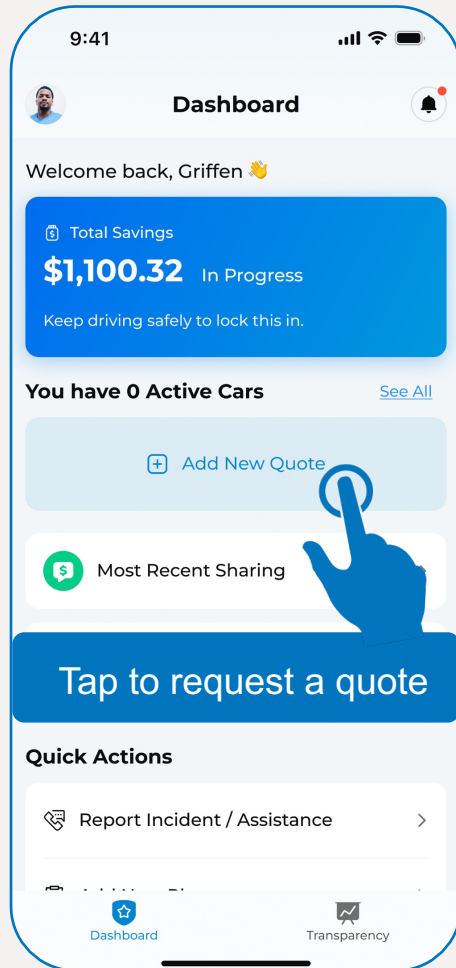 9:41
Dashboard
Welcome back, Griffen 👋
Total Savings
$1,100.32 In Progress
Keep driving safely to lock this in.
You have 0 Active Cars See All
Add New Quote
Most Recent Sharing
Tap to request a quote
Quick Actions
Report Incident / Assistance
Dashboard Transparency